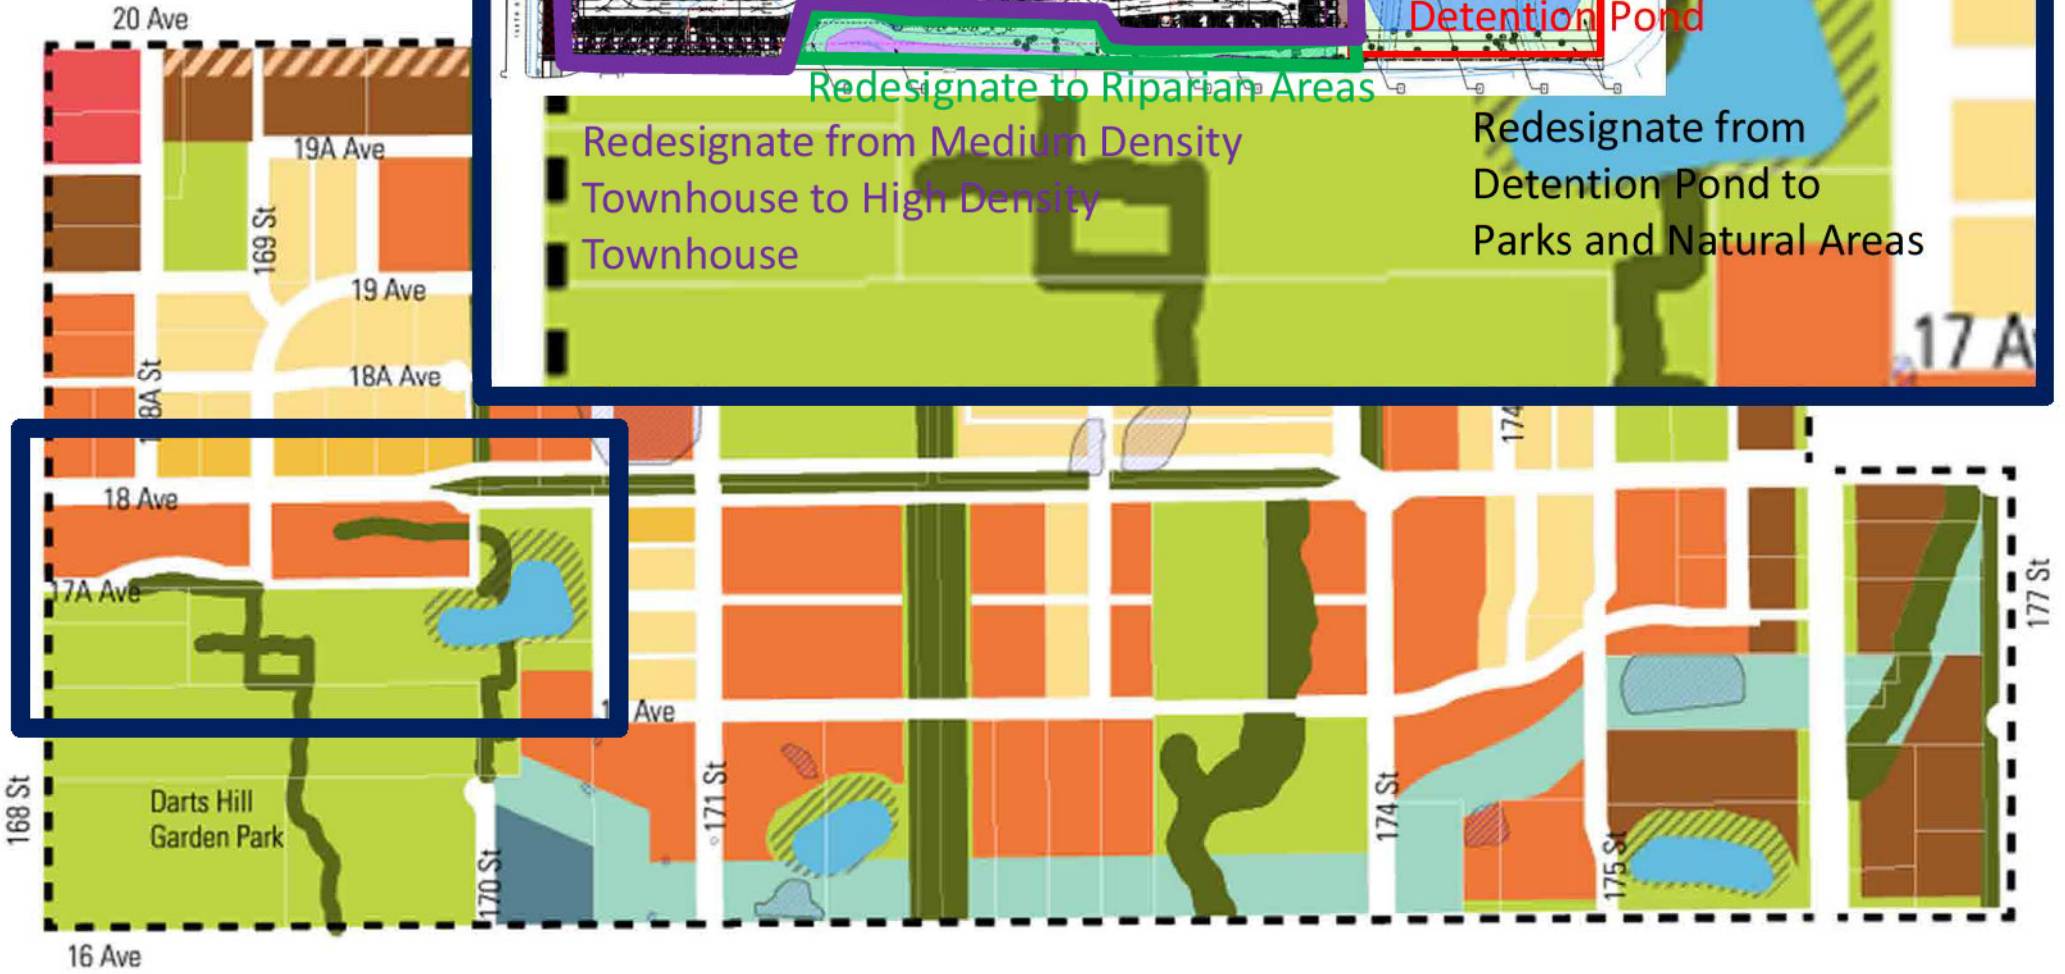 20 Ave
Detention Pond
Redesignate to Riparian Areas
Redesignate from Medium Density
Townhouse to High Density
Townhouse
Redesignate from
Detention Pond to
Parks and Natural Areas
19A Ave
169 St
19 Ave
18A Ave
8A St
17 A
174
18 Ave
17A Ave
Ave
177 St
168 St
Darts Hill
Garden Park
170 St
171 St
174 St
175 St
16 Ave